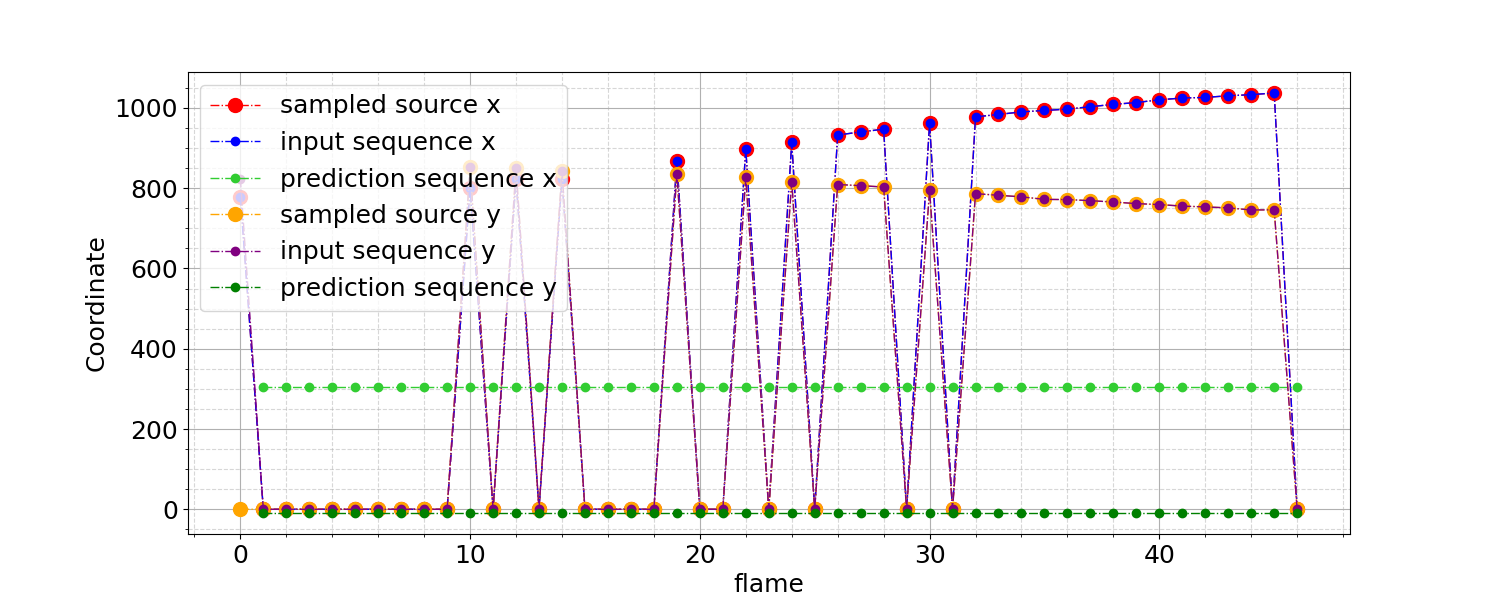 1000
800
600
400
200
0
Coordinate
sampled source x
input sequence x
prediction sequence x
sampled source y
input sequence y
prediction sequence y
0 10 20 30 40
flame